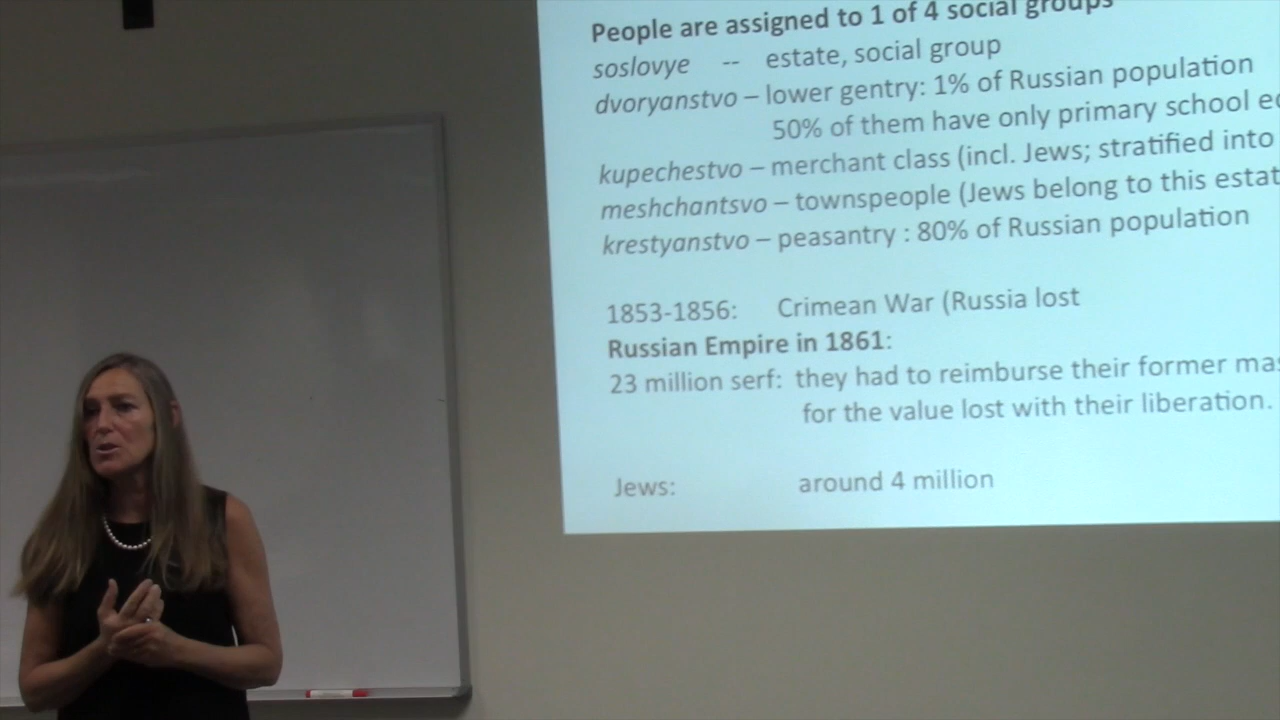 People are assigned to 1 of 4 social groups
soslovye -- estate, social group
dvoryanstvo – lower gentry: 1% of Russian population
50% of them have only primary school
kupechestvo – merchant class (incl. Jews; stratified into
meshchantsvo – townspeople (Jews belong to this
krestyanstvo – peasantry : 80% of Russian population
1853-1856: Crimean War (Russia lost
Russian Empire in 1861:
23 million serf: they had to reimburse their former
for the value lost with their liberation.
Jews: around 4 million